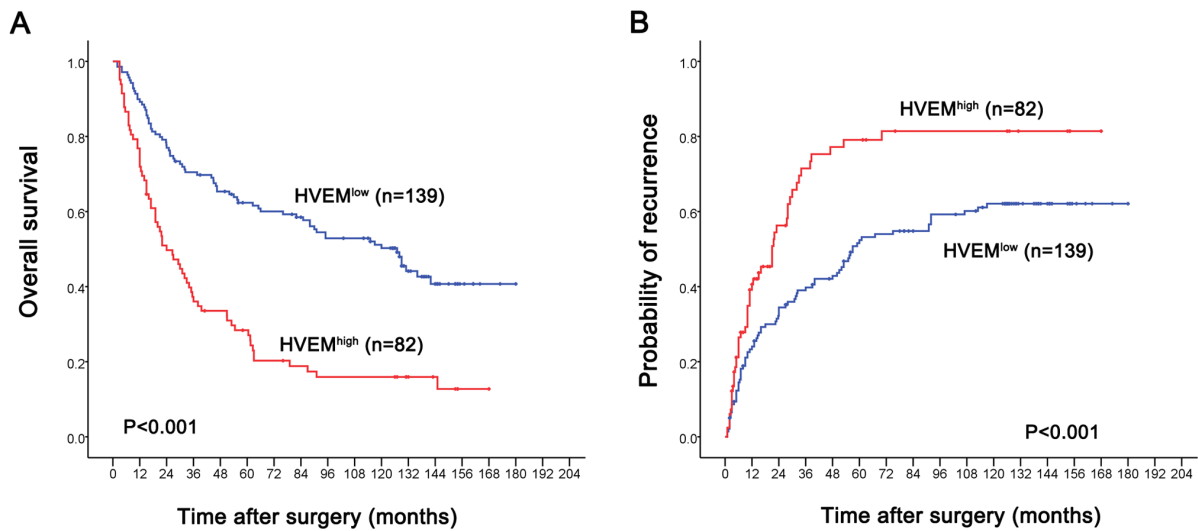 A
Overall survival
1.0
0.8
0.6
0.4
0.2
0.0
HVEMlow (n=139)
HVEMhigh (n=82)
P<0.001
0 12 24 36 48 60 72 84 96 108 120 132 144 156 168 180 192 204
Time after surgery (months)
B
Probability of recurrence
1.0
0.8
0.6
0.4
0.2
0.0
HVEMhigh (n=82)
HVEMlow (n=139)
P<0.001
0 12 24 36 48 60 72 84 96 108 120 132 144 156 168 180 192 204
Time after surgery (months)